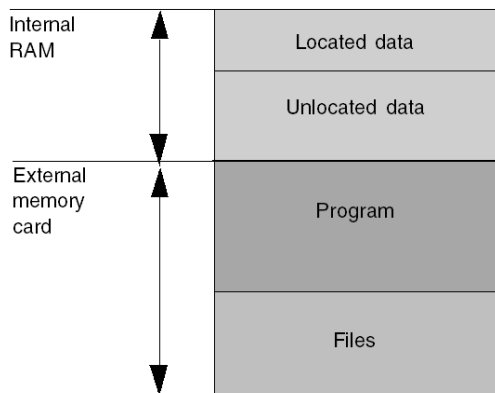 Internal
RAM
Located data
Unlocated data
External
memory
card
Program
Files